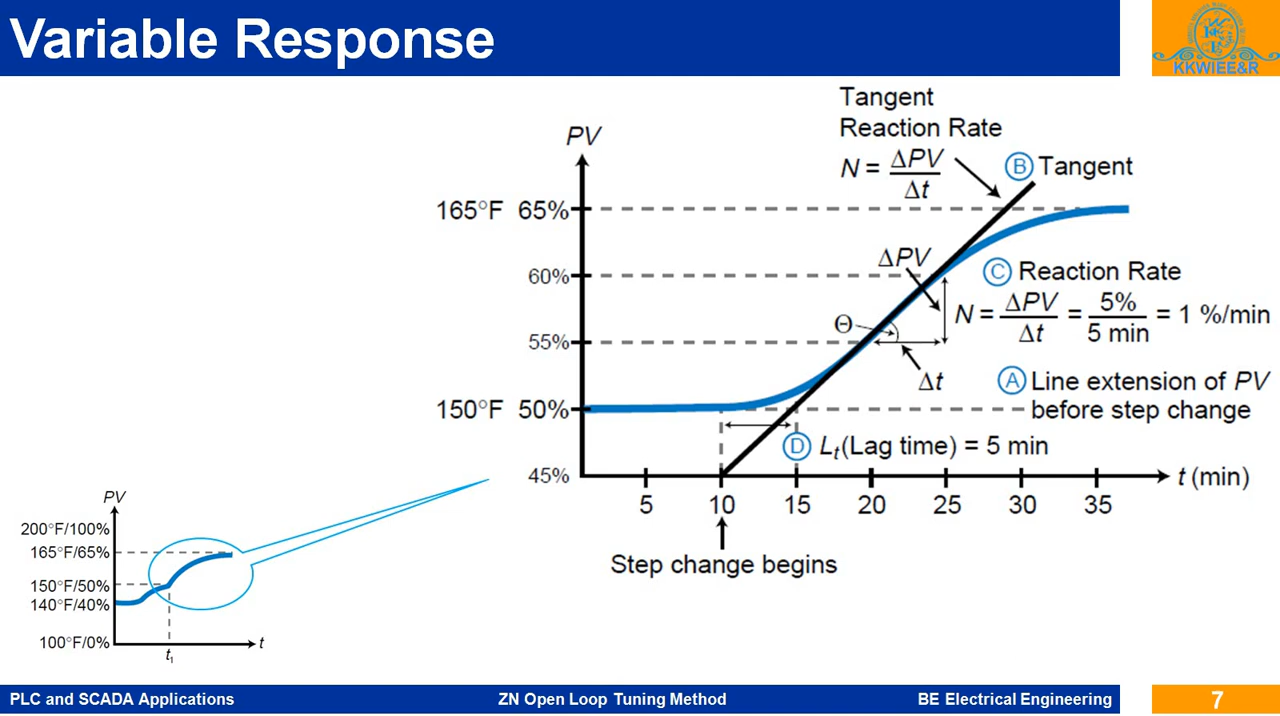 Variable Response
KKWIEE&R
Tangent
Reaction Rate
N = ΔPV / Δt
PV
Ⓑ Tangent
165°F 65%
ΔPV
60%
Ⓒ Reaction Rate
N = ΔPV / Δt = 5% / 5 min = 1 %/min
Θ
55%
Δt
Ⓐ Line extension of PV
before step change
150°F 50%
Ⓓ Lt(Lag time) = 5 min
45%
t (min)
5 10 15 20 25 30 35
Step change begins
PV
200°F/100%
165°F/65%
150°F/50%
140°F/40%
100°F/0%
t
t1
PLC and SCADA Applications
ZN Open Loop Tuning Method
BE Electrical Engineering
7